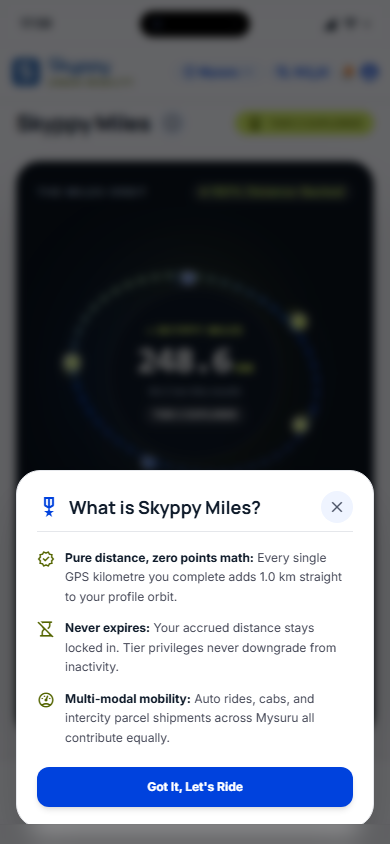 Skyppy
Skyppy Miles
248.6
What is Skyppy Miles?
Pure distance, zero points math: Every single
GPS kilometre you complete adds 1.0 km straight
to your profile orbit.
Never expires: Your accrued distance stays
locked in. Tier privileges never downgrade from
inactivity.
Multi-modal mobility: Auto rides, cabs, and
intercity parcel shipments across Mysuru all
contribute equally.
Got It, Let's Ride